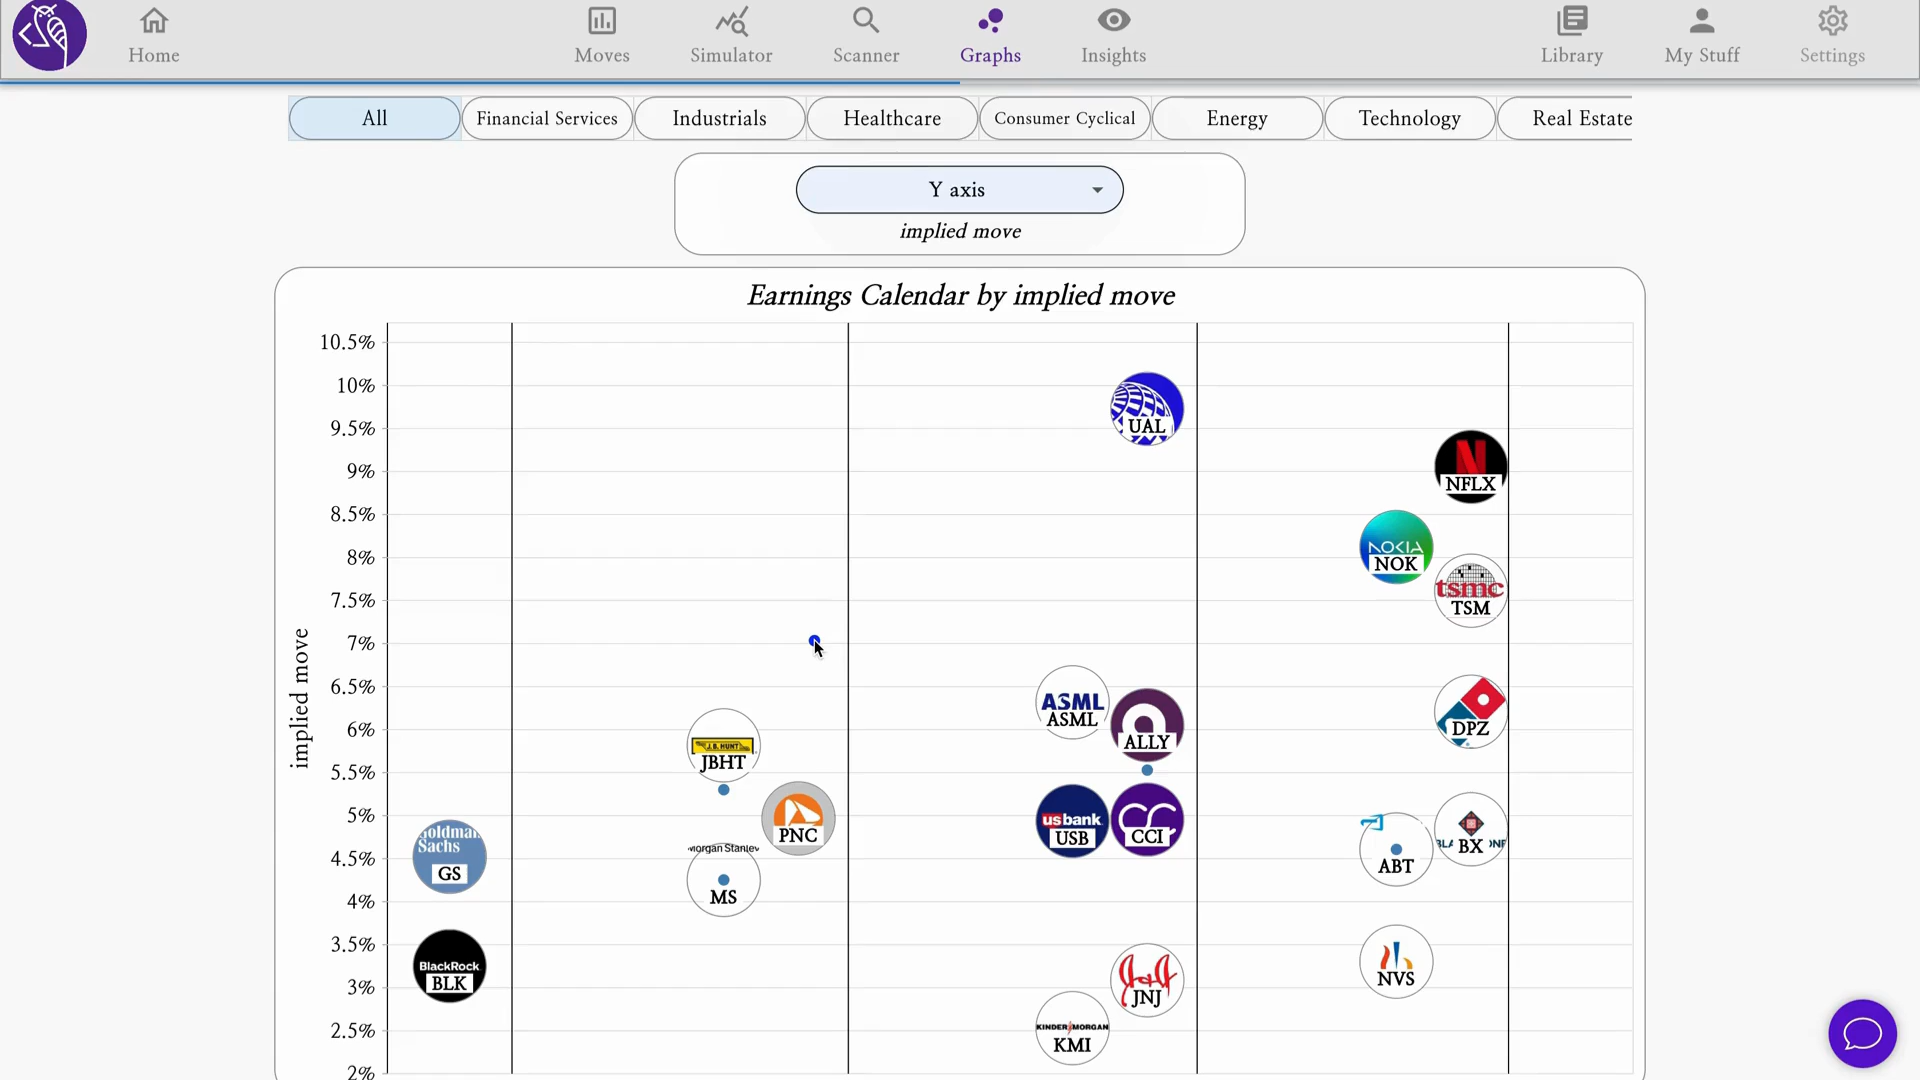 Home
Moves
Simulator
Scanner
Graphs
Insights
Library
My Stuff
Settings
All
Financial Services
Industrials
Healthcare
Consumer Cyclical
Energy
Technology
Real Estate
Y axis
implied move
Earnings Calendar by implied move
implied move
10.5%
10%
9.5%
9%
8.5%
8%
7.5%
7%
6.5%
6%
5.5%
5%
4.5%
4%
3.5%
3%
2.5%
2%
UAL
NFLX
NOKIA
NOK
tsmc
TSM
ASML
ASML
ALLY
DPZ
J.B. HUNT
JBHT
PNC
usbank
USB
CCI
BX
ABT
Goldman
Sachs
GS
Morgan Stanley
MS
BlackRock
BLK
JNJ
NVS
KINDER MORGAN
KMI